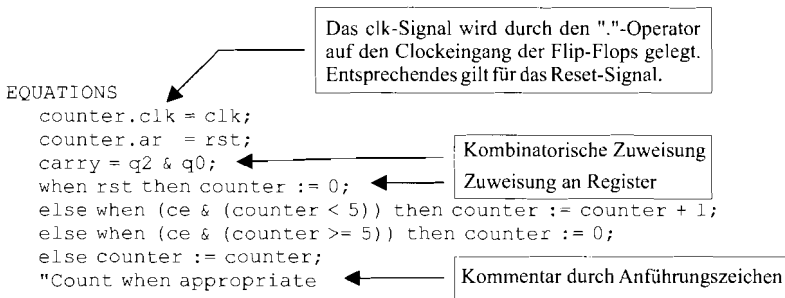 Das clk-Signal wird durch den "."-Operator
auf den Clockeingang der Flip-Flops gelegt.
Entsprechendes gilt für das Reset-Signal.
EQUATIONS
counter.clk = clk;
counter.ar = rst;
carry = q2 & q0;
Kombinatorische Zuweisung
when rst then counter := 0;
Zuweisung an Register
else when (ce & (counter < 5)) then counter := counter + 1;
else when (ce & (counter >= 5)) then counter := 0;
else counter := counter;
"Count when appropriate
Kommentar durch Anführungszeichen